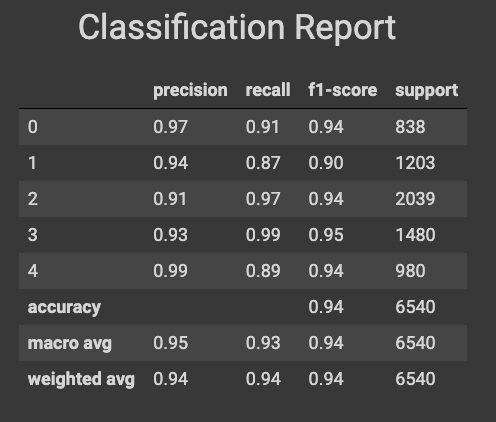 Classification Report
precision recall f1-score support
0 0.97 0.91 0.94 838
1 0.94 0.87 0.90 1203
2 0.91 0.97 0.94 2039
3 0.93 0.99 0.95 1480
4 0.99 0.89 0.94 980
accuracy 0.94 6540
macro avg 0.95 0.93 0.94 6540
weighted avg 0.94 0.94 0.94 6540